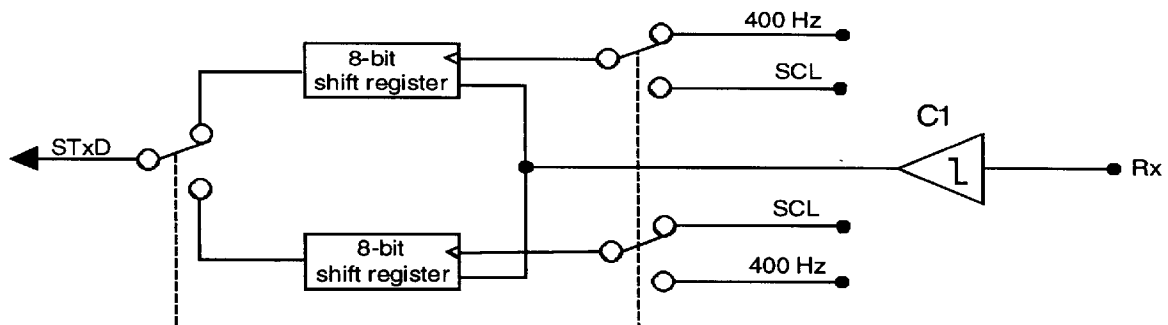 400 Hz
8-bit
shift register
SCL
C1
STxD
Rx
SCL
8-bit
shift register
400 Hz